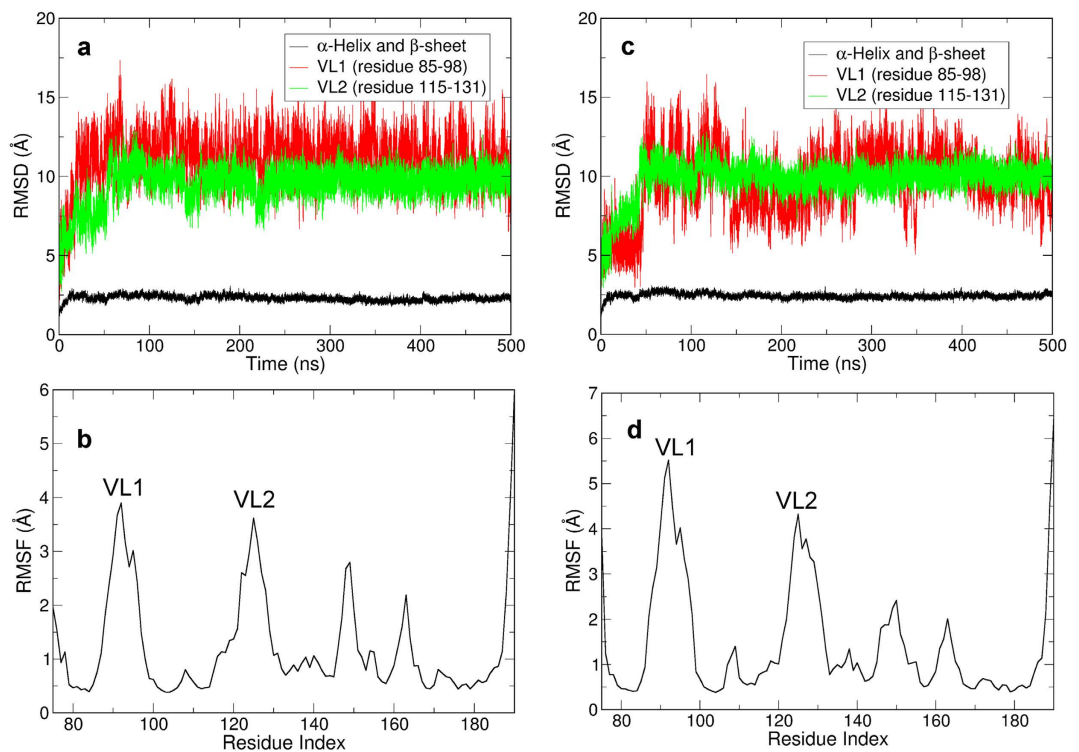 a
α-Helix and β-sheet
VL1 (residue 85-98)
VL2 (residue 115-131)
RMSD (Å)
20
15
10
5
0
0 100 200 300 400 500
Time (ns)
c
α-Helix and β-sheet
VL1 (residue 85-98)
VL2 (residue 115-131)
RMSD (Å)
20
15
10
5
0
0 100 200 300 400 500
Time (ns)
b
VL1
VL2
RMSF (Å)
6
5
4
3
2
1
0
80 100 120 140 160 180
Residue Index
d
VL1
VL2
RMSF (Å)
7
6
5
4
3
2
1
0
80 100 120 140 160 180
Residue Index